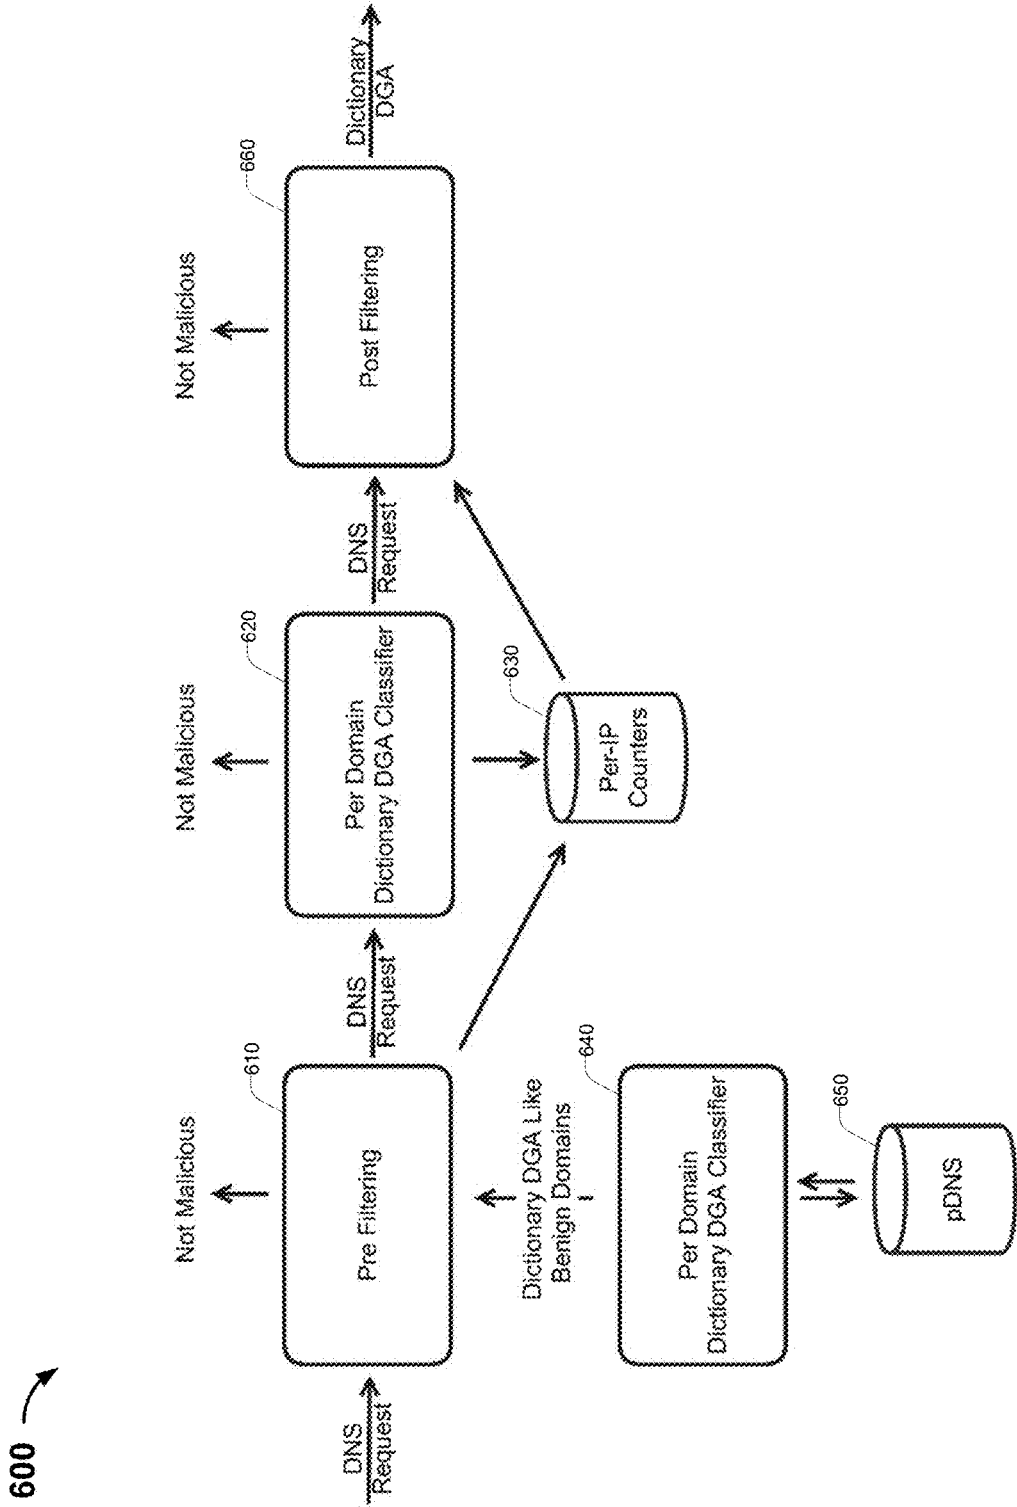 600
Not Malicious
Not Malicious
Not Malicious
610
620
660
DNS
Request
Pre Filtering
DNS
Request
Per Domain
Dictionary DGA Classifier
DNS
Request
Post Filtering
Dictionary
DGA
Dictionary DGA Like
Benign Domains
630
Per-IP
Counters
640
Per Domain
Dictionary DGA Classifier
650
pDNS